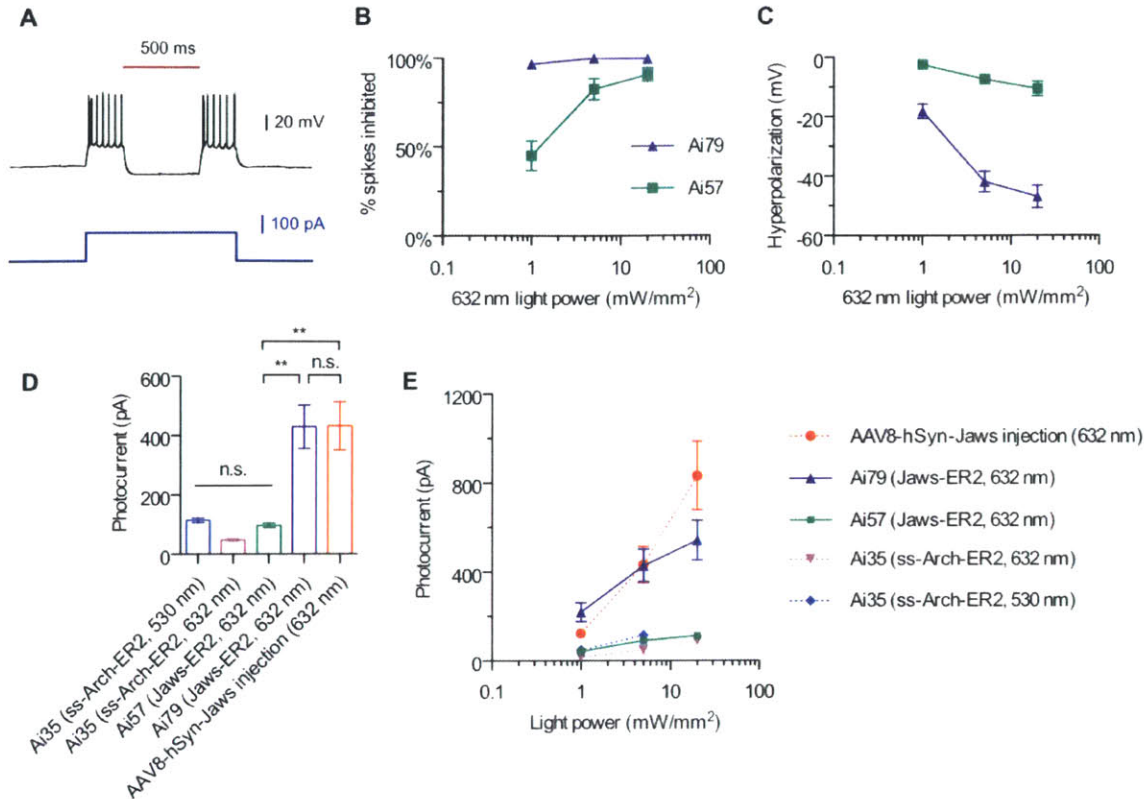 A
500 ms
20 mV
100 pA
B
% spikes inhibited
100%
50%
0%
0.1 1 10 100
632 nm light power (mW/mm²)
Ai79
Ai57
C
Hyperpolarization (mV)
0
-20
-40
-60
0.1 1 10 100
632 nm light power (mW/mm²)
D
Photocurrent (pA)
600
400
200
0
n.s.
**
**
n.s.
Ai35 (ss-Arch-ER2, 530 nm)
Ai35 (ss-Arch-ER2, 632 nm)
Ai57 (Jaws-ER2, 632 nm)
Ai79 (Jaws-ER2, 632 nm)
AAV8-hSyn-Jaws injection (632 nm)
E
Photocurrent (pA)
1200
800
400
0
0.1 1 10 100
Light power (mW/mm²)
AAV8-hSyn-Jaws injection (632 nm)
Ai79 (Jaws-ER2, 632 nm)
Ai57 (Jaws-ER2, 632 nm)
Ai35 (ss-Arch-ER2, 632 nm)
Ai35 (ss-Arch-ER2, 530 nm)